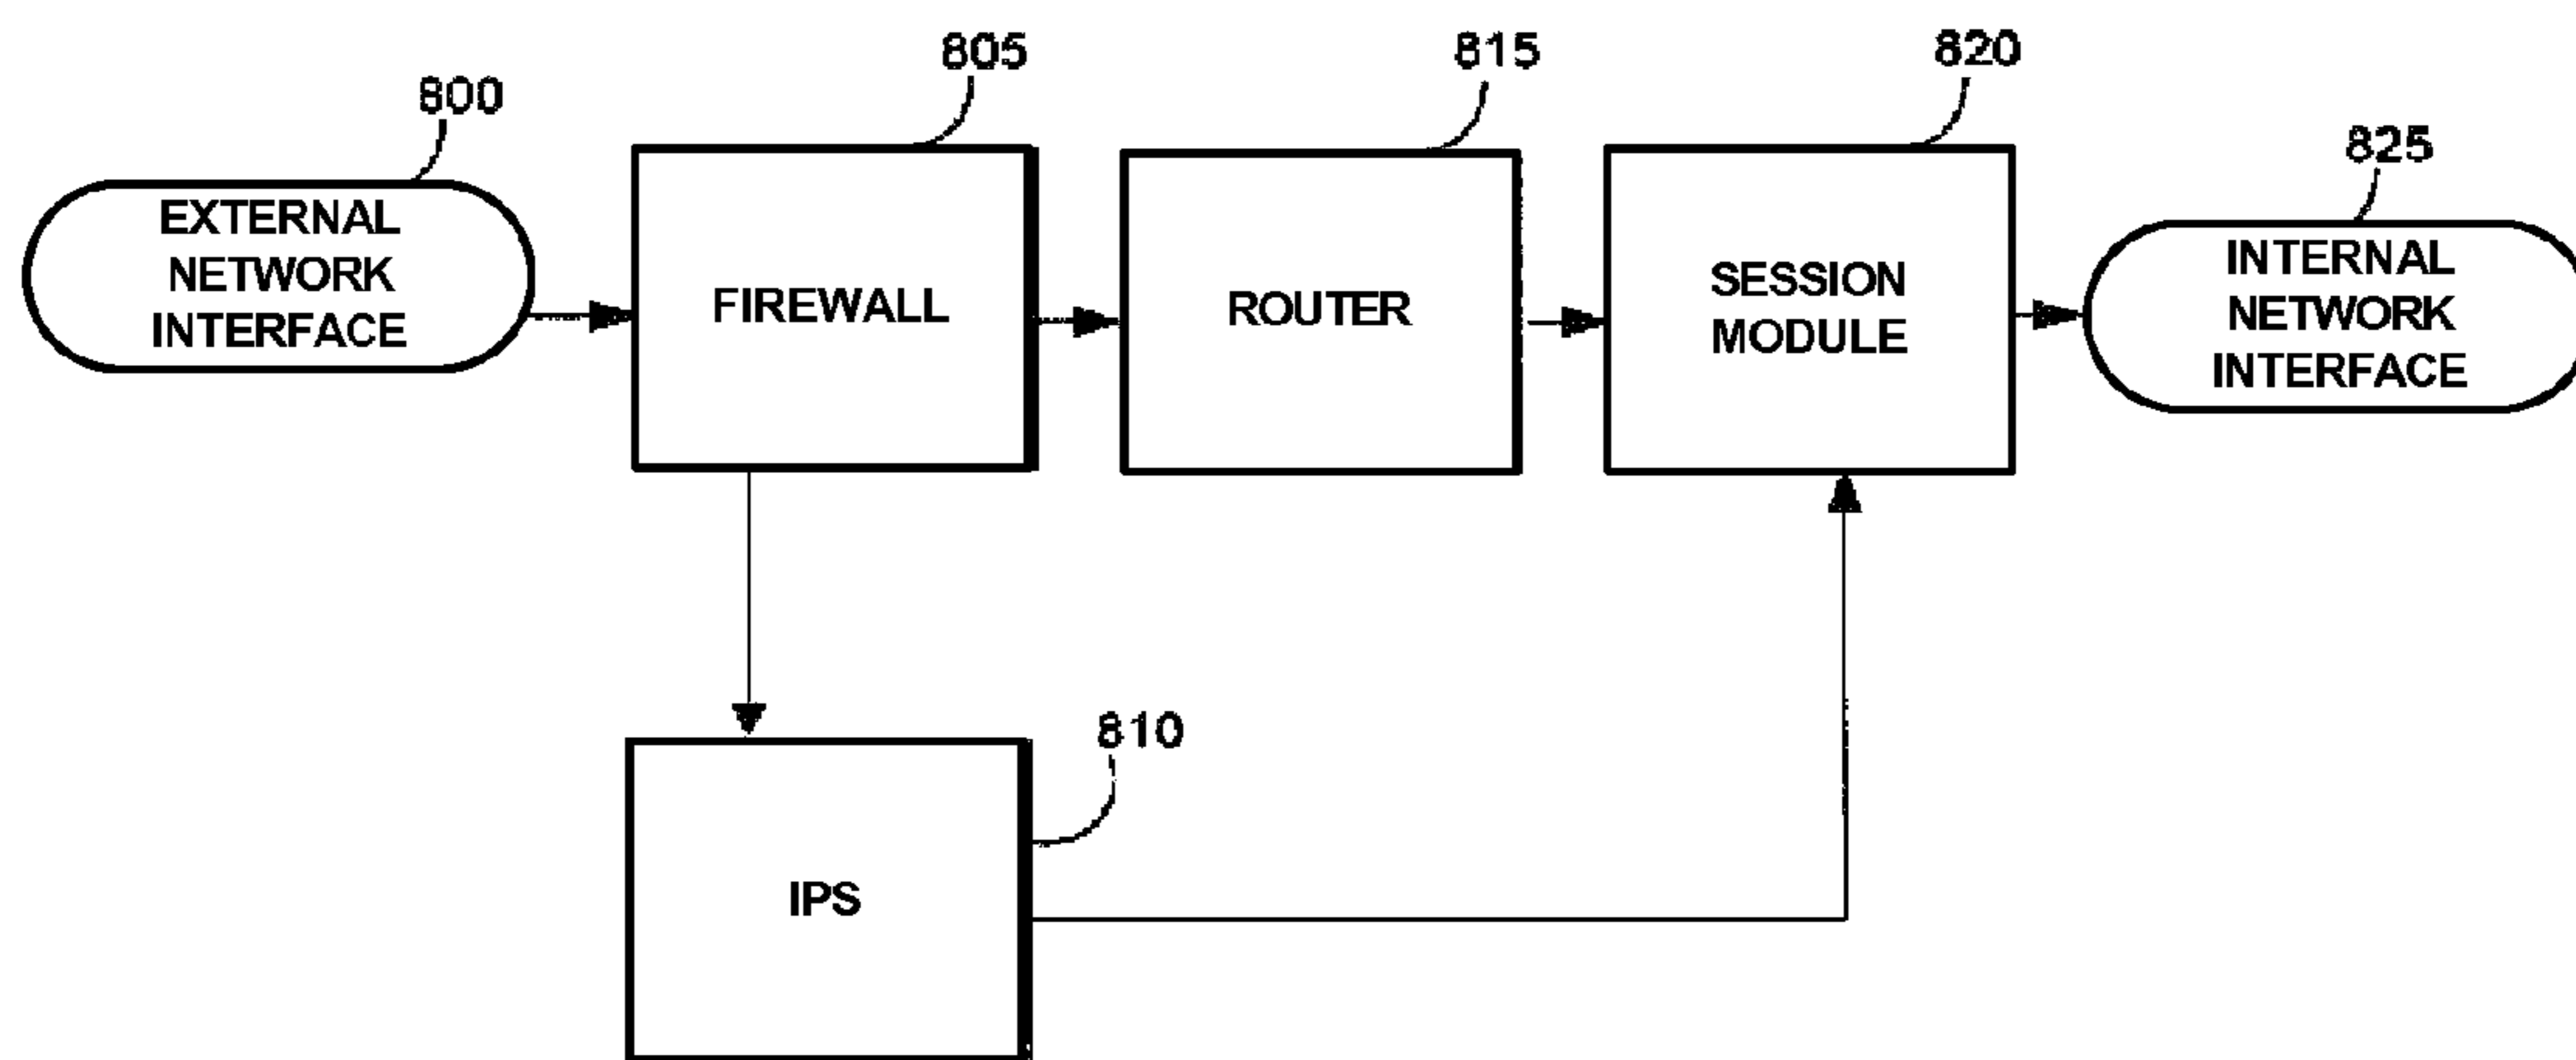 800
805
815
820
825
EXTERNAL
NETWORK
INTERFACE
FIREWALL
ROUTER
SESSION
MODULE
INTERNAL
NETWORK
INTERFACE
810
IPS